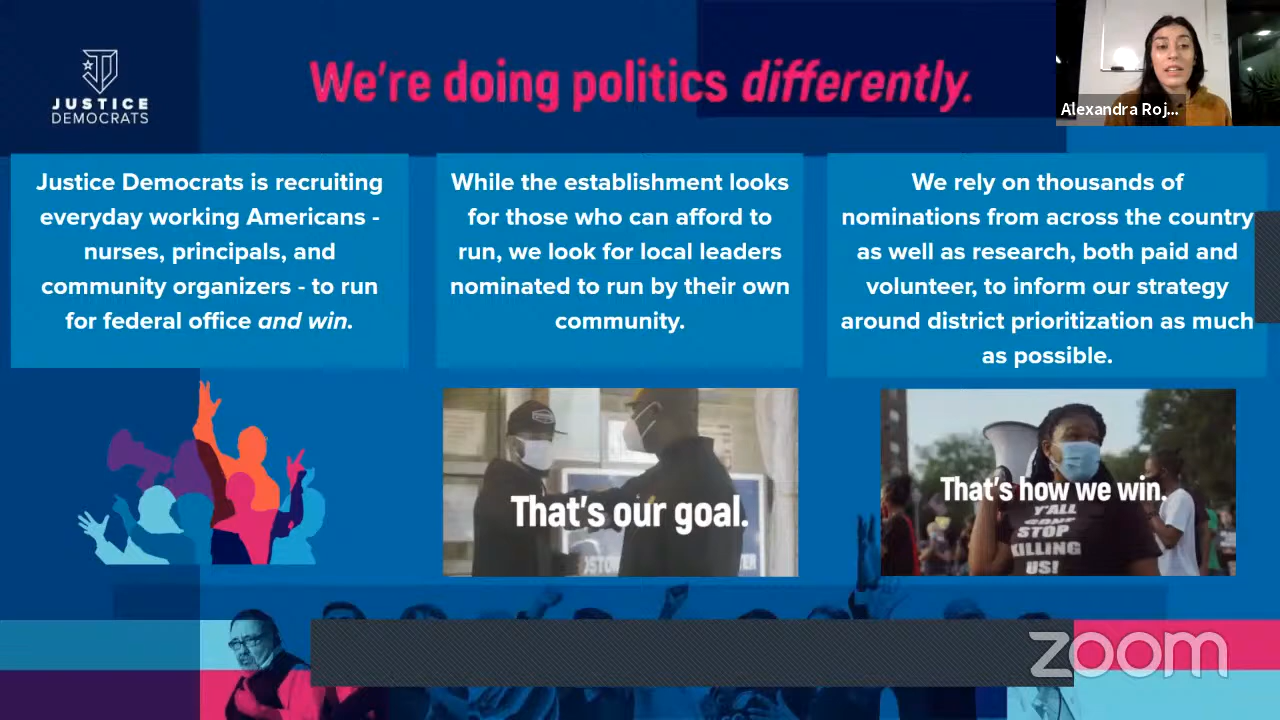 JUSTICE
DEMOCRATS
We're doing politics differently.
Alexandra Roj...
Justice Democrats is recruiting
everyday working Americans -
nurses, principals, and
community organizers - to run
for federal office and win.
While the establishment looks
for those who can afford to
run, we look for local leaders
nominated to run by their own
community.
We rely on thousands of
nominations from across the country
as well as research, both paid and
volunteer, to inform our strategy
around district prioritization as much
as possible.
That's our goal.
That's how we win.
Y'ALL
GONE
STOP
KILLING
US!
zoom